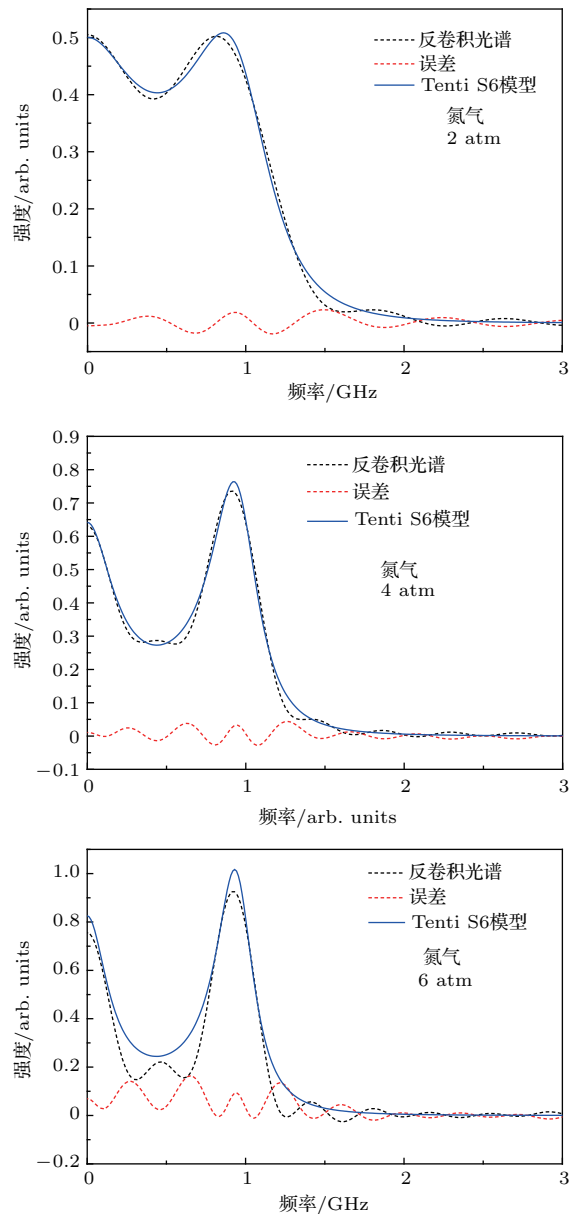 0.5
0.4
0.3
0.2
0.1
0
强度/arb. units
反卷积光谱
误差
Tenti S6模型
氮气
2 atm
0
1
2
3
频率/GHz
0.9
0.8
0.7
0.6
0.5
0.4
0.3
0.2
0.1
0
−0.1
强度/arb. units
反卷积光谱
误差
Tenti S6模型
氮气
4 atm
0
1
2
3
频率/arb. units
1.0
0.8
0.6
0.4
0.2
0
−0.2
强度/arb. units
反卷积光谱
误差
Tenti S6模型
氮气
6 atm
0
1
2
3
频率/GHz